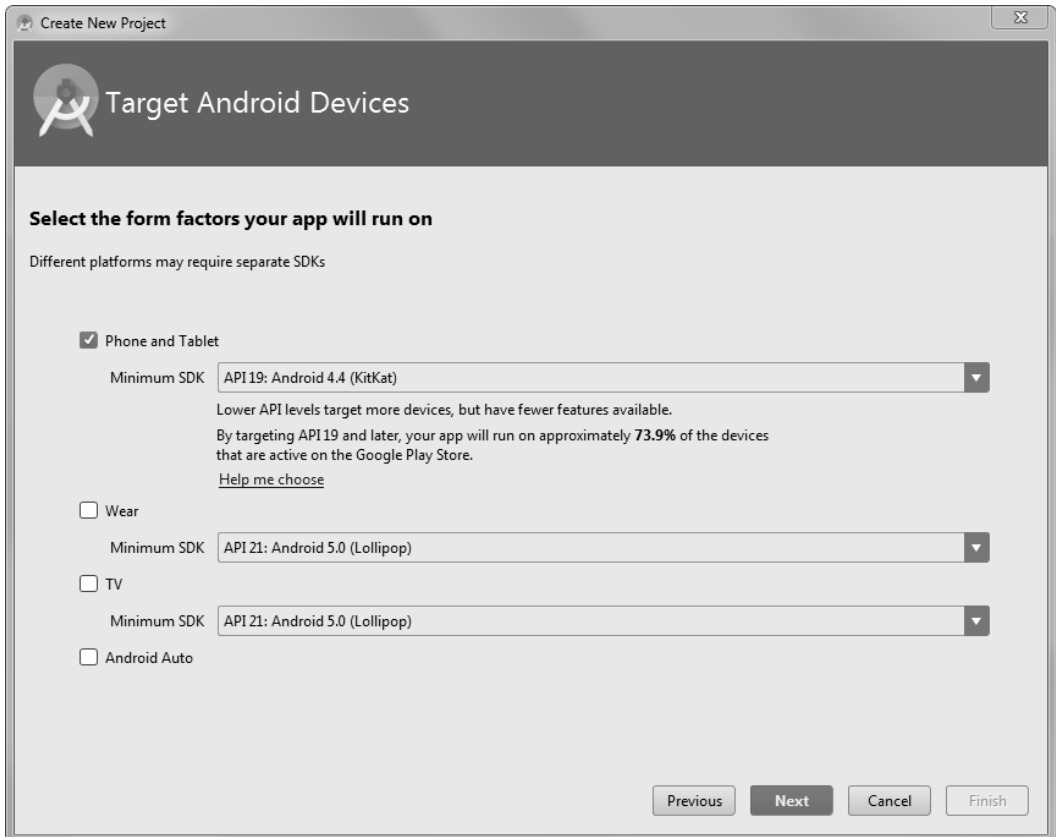 Create New Project
Target Android Devices
Select the form factors your app will run on
Different platforms may require separate SDKs
Phone and Tablet
Minimum SDK API 19: Android 4.4 (KitKat)
Lower API levels target more devices, but have fewer features available.
By targeting API 19 and later, your app will run on approximately 73.9% of the devices
that are active on the Google Play Store.
Help me choose
Wear
Minimum SDK API 21: Android 5.0 (Lollipop)
TV
Minimum SDK API 21: Android 5.0 (Lollipop)
Android Auto
Previous Next Cancel Finish